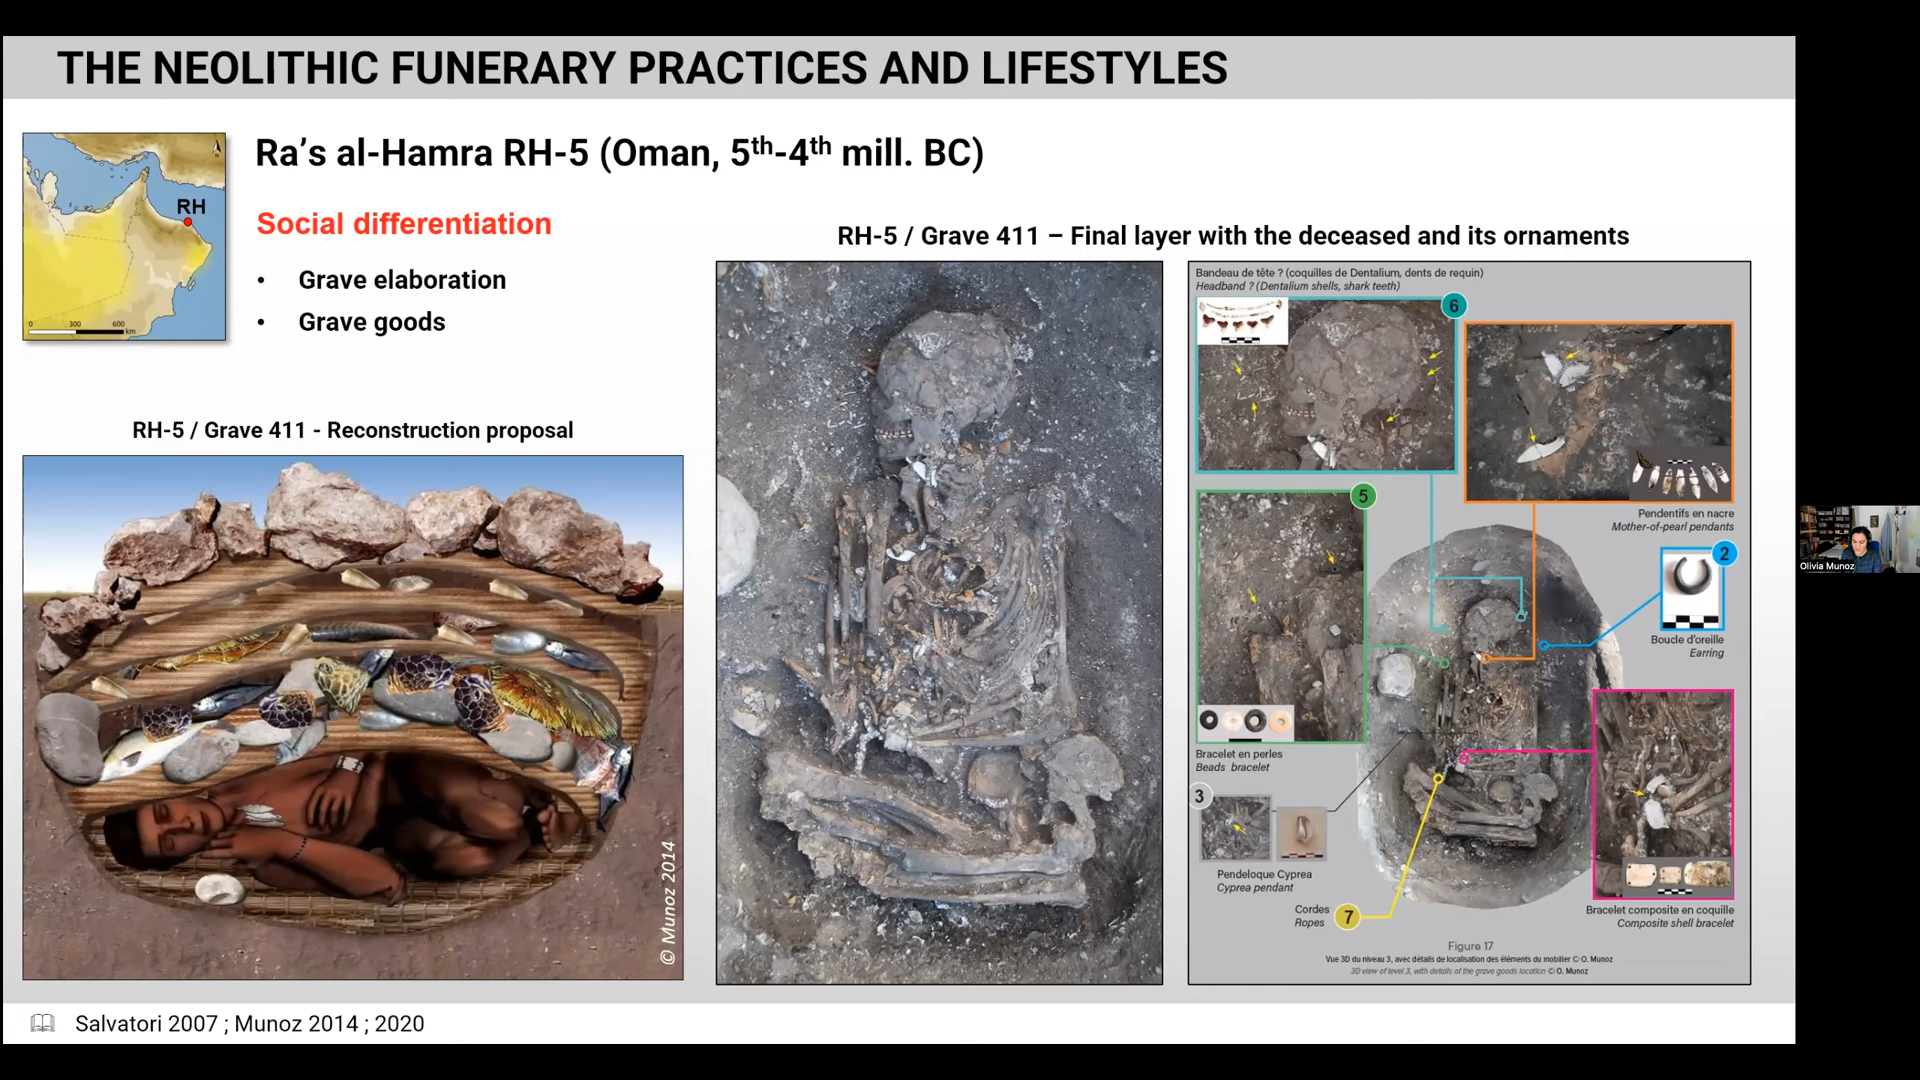 THE NEOLITHIC FUNERARY PRACTICES AND LIFESTYLES
Ra’s al-Hamra RH-5 (Oman, 5th-4th mill. BC)
RH
0 300 600
km
Social differentiation
• Grave elaboration
• Grave goods
RH-5 / Grave 411 - Reconstruction proposal
© Munoz 2014
RH-5 / Grave 411 – Final layer with the deceased and its ornaments
Bandeau de tête ? (coquilles de Dentalium, dents de requin)
Headband ? (Dentalium shells, shark teeth)
6
Pendentifs en nacre
Mother-of-pearl pendants
5
2
Boucle d'oreille
Earring
Bracelet en perles
Beads bracelet
3
Pendeloque Cyprea
Cyprea pendant
Cordes
Ropes
7
Bracelet composite en coquille
Composite shell bracelet
Figure 17
Vue 3D du niveau 3, avec détails de localisation des éléments du mobilier © O. Munoz
3D view of level 3, with details of the grave goods location © O. Munoz
Salvatori 2007 ; Munoz 2014 ; 2020
Olivia Munoz